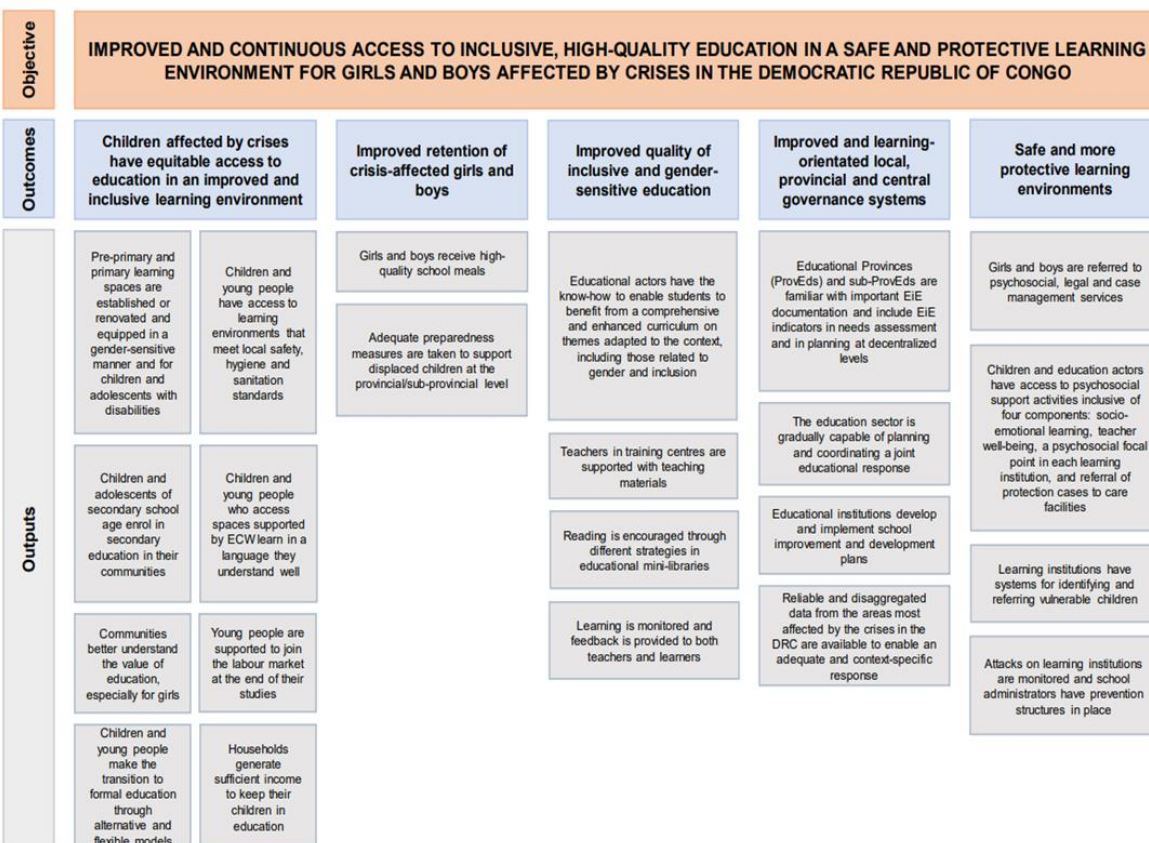 Objective
IMPROVED AND CONTINUOUS ACCESS TO INCLUSIVE, HIGH-QUALITY EDUCATION IN A SAFE AND PROTECTIVE LEARNING
ENVIRONMENT FOR GIRLS AND BOYS AFFECTED BY CRISES IN THE DEMOCRATIC REPUBLIC OF CONGO
Outcomes
Children affected by crises
have equitable access to
education in an improved and
inclusive learning environment
Improved retention of
crisis-affected girls and
boys
Improved quality of
inclusive and gender-
sensitive education
Improved and learning-
orientated local,
provincial and central
governance systems
Safe and more
protective learning
environments
Outputs
Pre-primary and
primary learning
spaces are
established or
renovated and
equipped in a
gender-sensitive
manner and for
children and
adolescents with
disabilities
Children and
young people
have access to
learning
environments that
meet local safety,
hygiene and
sanitation
standards
Children and
adolescents of
secondary school
age enrol in
secondary
education in their
communities
Children and
young people
who access
spaces supported
by ECW learn in a
language they
understand well
Communities
better understand
the value of
education,
especially for girls
Young people are
supported to join
the labour market
at the end of their
studies
Children and
young people
make the
transition to
formal education
through
alternative and
flexible models
Households
generate
sufficient income
to keep their
children in
education
Girls and boys receive high-
quality school meals
Adequate preparedness
measures are taken to support
displaced children at the
provincial/sub-provincial level
Educational actors have the
know-how to enable students to
benefit from a comprehensive
and enhanced curriculum on
themes adapted to the context,
including those related to
gender and inclusion
Teachers in training centres are
supported with teaching
materials
Reading is encouraged through
different strategies in
educational mini-libraries
Learning is monitored and
feedback is provided to both
teachers and learners
Educational Provinces
(ProvEds) and sub-ProvEds are
familiar with important EiE
documentation and include EiE
indicators in needs assessment
and in planning at decentralized
levels
The education sector is
gradually capable of planning
and coordinating a joint
educational response
Educational institutions develop
and implement school
improvement and development
plans
Reliable and disaggregated
data from the areas most
affected by the crises in the
DRC are available to enable an
adequate and context-specific
response
Girls and boys are referred to
psychosocial, legal and case
management services
Children and education actors
have access to psychosocial
support activities inclusive of
four components: socio-
emotional learning, teacher
well-being, a psychosocial focal
point in each learning
institution, and referral of
protection cases to care
facilities
Learning institutions have
systems for identifying and
referring vulnerable children
Attacks on learning institutions
are monitored and school
administrators have prevention
structures in place